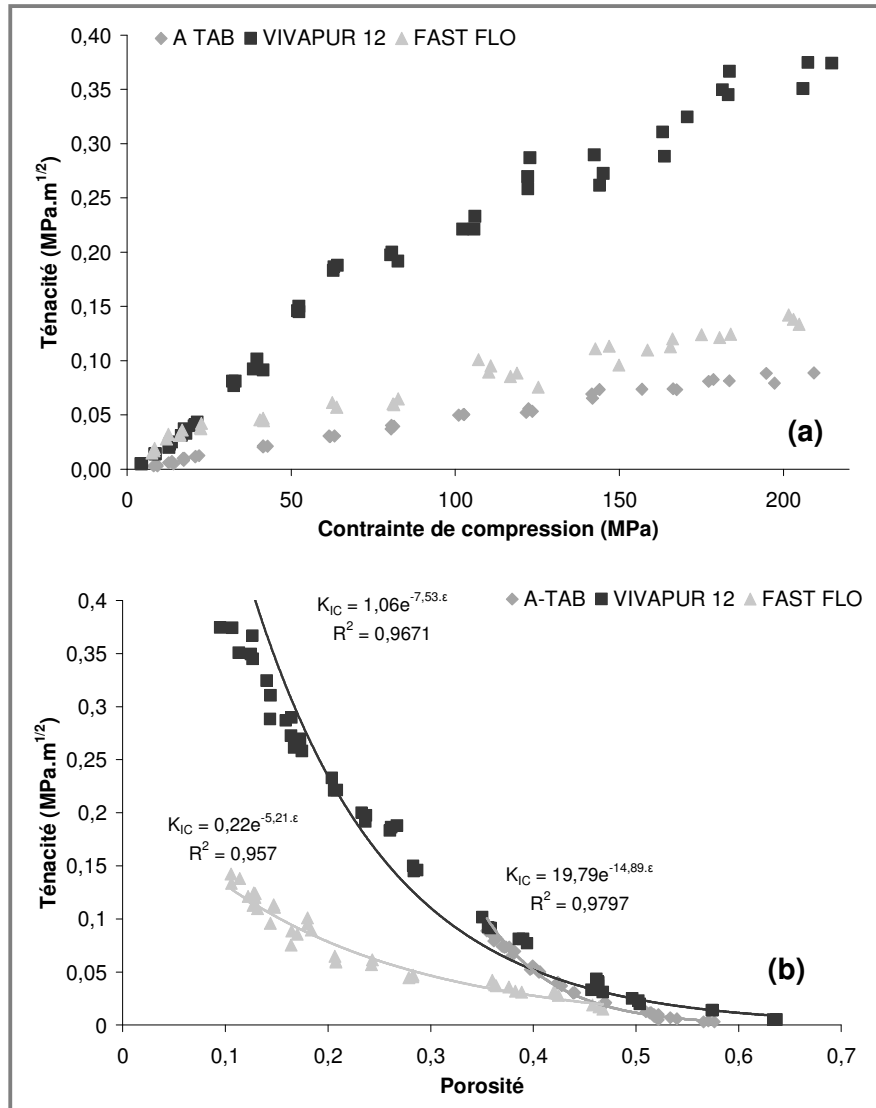 A TAB VIVAPUR 12 FAST FLO
0,40
0,35
0,30
0,25
0,20
0,15
0,10
0,05
0,00
Ténacité (MPa.m^1/2)
(a)
0 50 100 150 200
Contrainte de compression (MPa)
A-TAB VIVAPUR 12 FAST FLO
K_IC = 1,06e^-7,53.ε
R² = 0,9671
K_IC = 0,22e^-5,21.ε
R² = 0,957
K_IC = 19,79e^-14,89.ε
R² = 0,9797
0,4
0,35
0,3
0,25
0,2
0,15
0,1
0,05
0
Ténacité (MPa.m^1/2)
(b)
0 0,1 0,2 0,3 0,4 0,5 0,6 0,7
Porosité